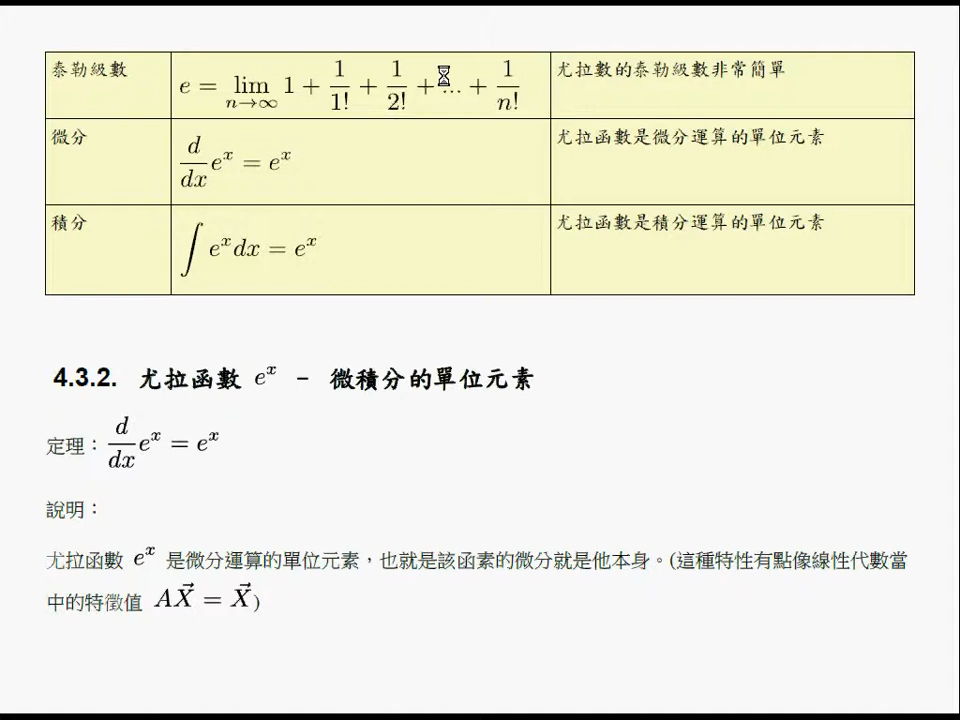 泰勒級數 e = lim n→∞ 1 + 1/1! + 1/2! + ... + 1/n! 尤拉數的泰勒級數非常簡單
微分 d/dx e^x = e^x 尤拉函數是微分運算的單位元素
積分 ∫ e^x dx = e^x 尤拉函數是積分運算的單位元素
4.3.2. 尤拉函數 e^x – 微積分的單位元素
定理：d/dx e^x = e^x
說明：
尤拉函數 e^x 是微分運算的單位元素，也就是該函素的微分就是他本身。(這種特性有點像線性代數當
中的特徵值 AX⃗ = X⃗ )